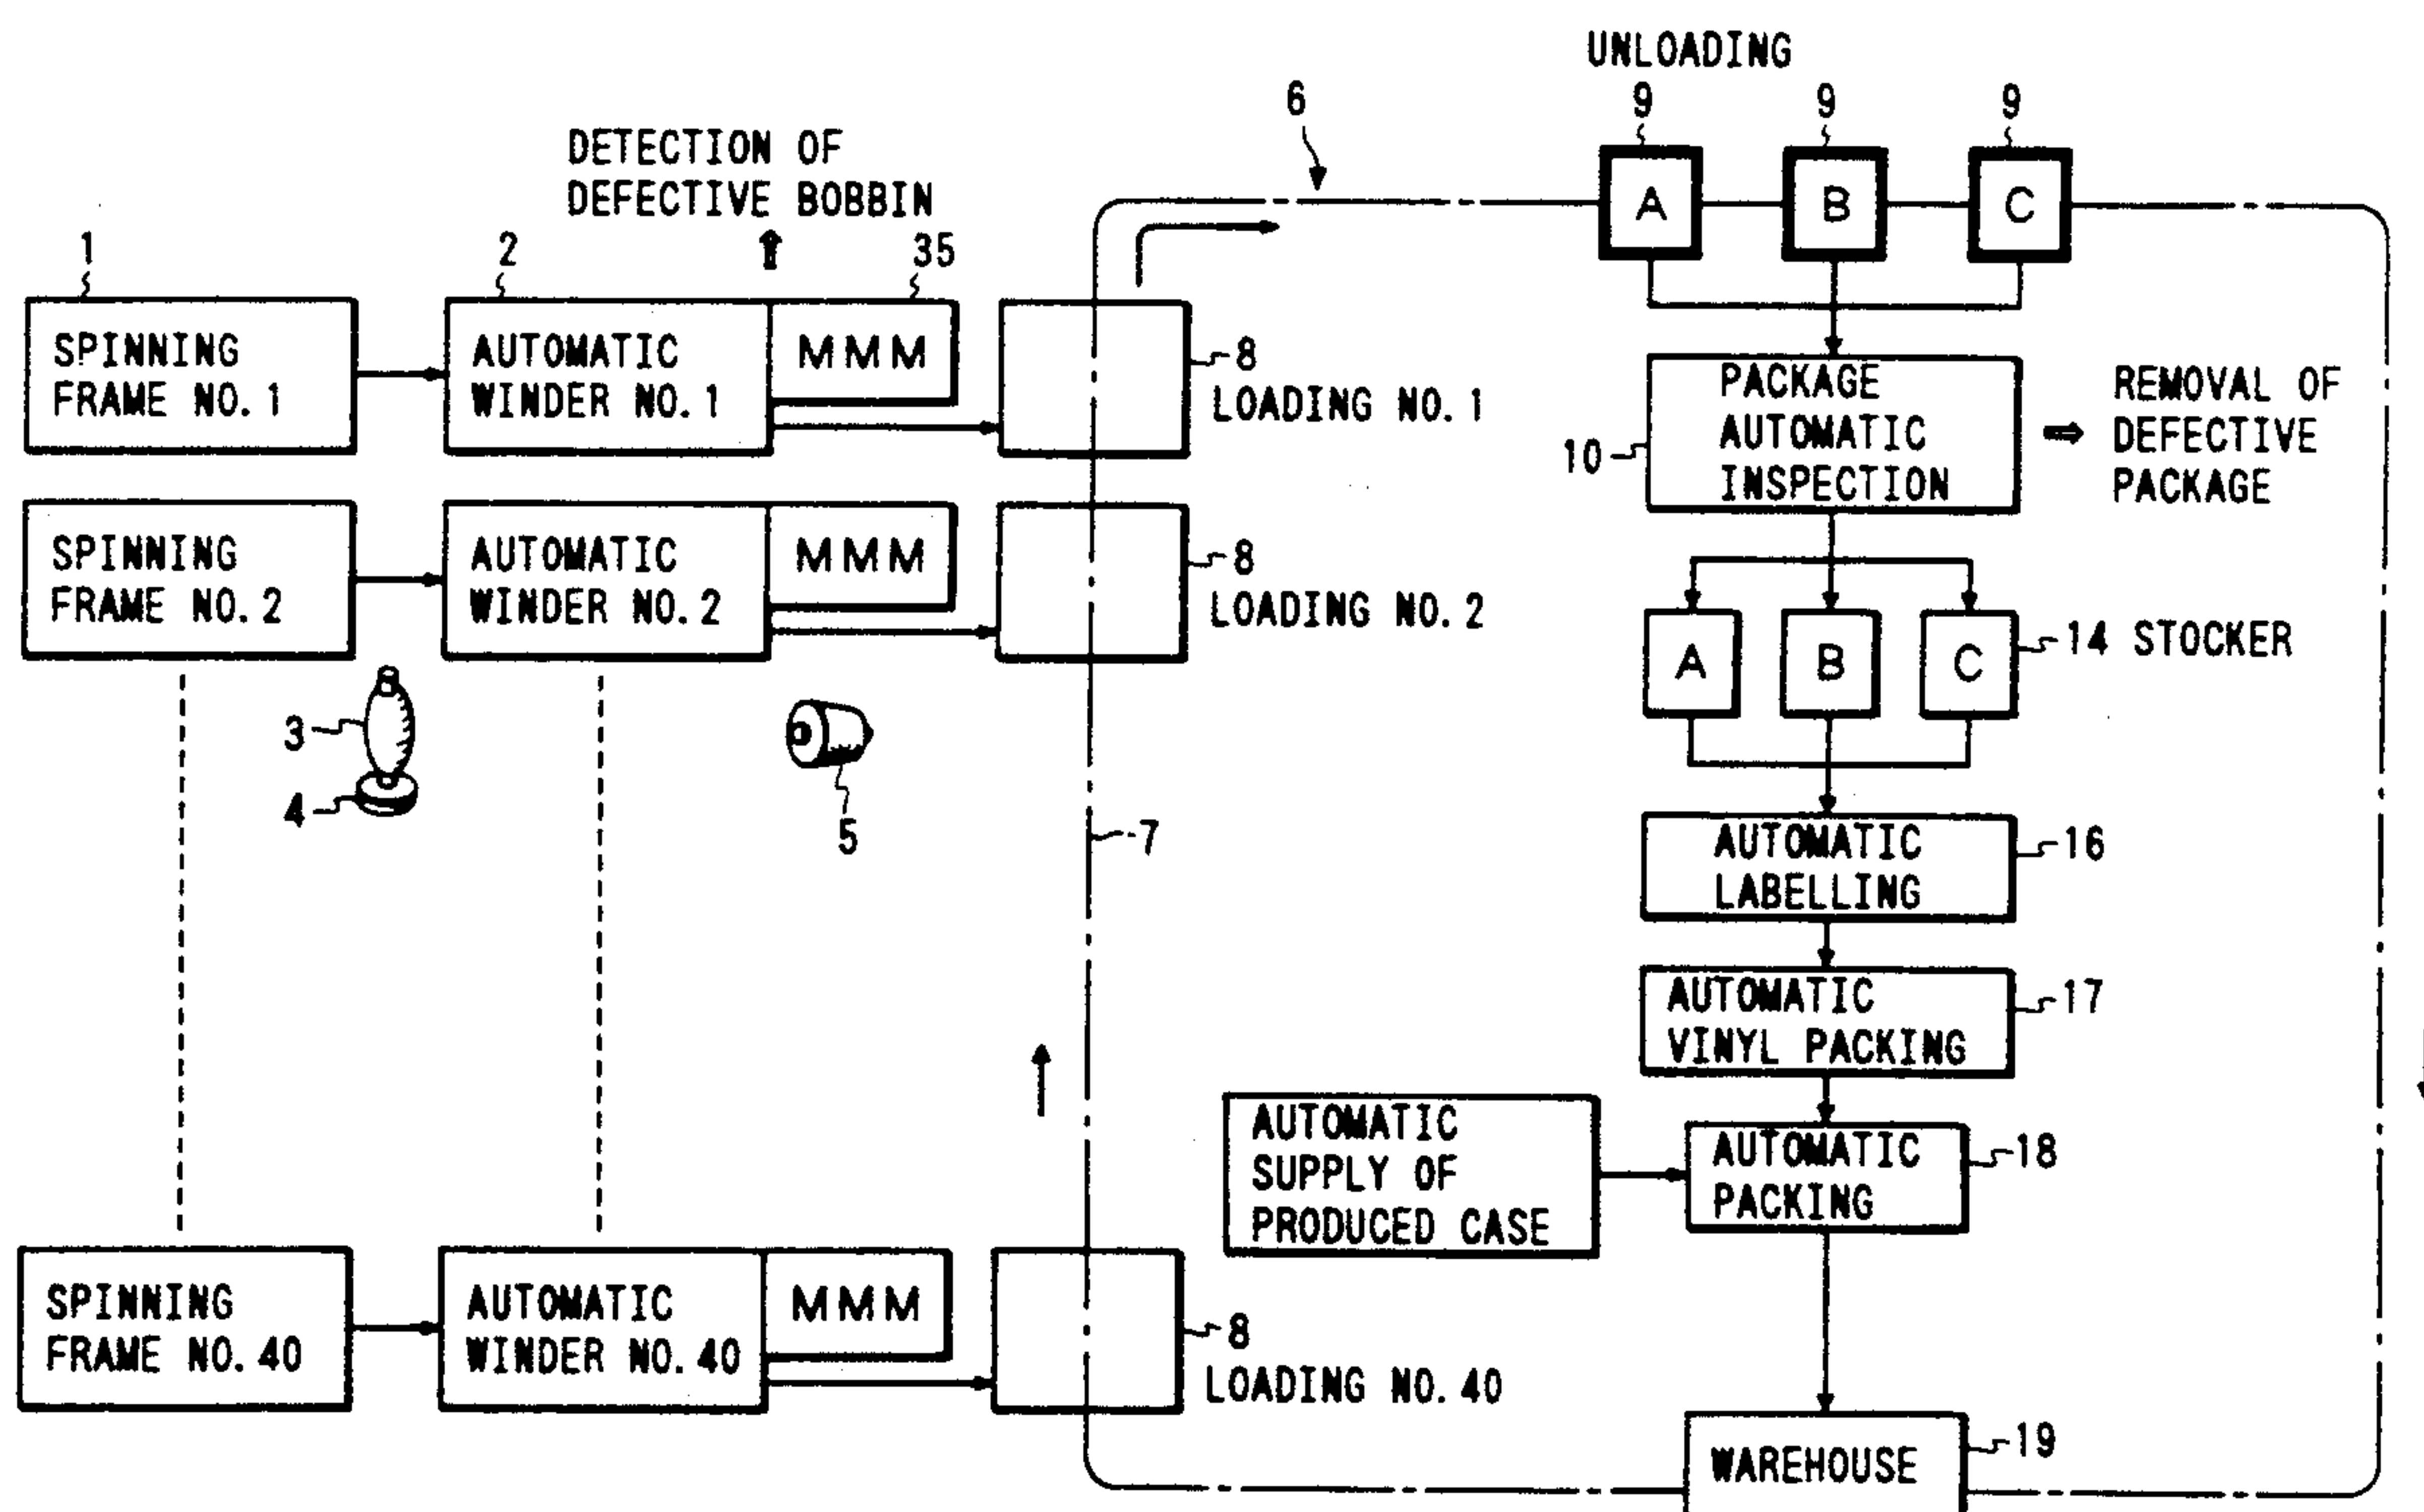 UNLOADING
6
9
9
9
DETECTION OF
DEFECTIVE BOBBIN
A
B
C
1
2
35
SPINNING
FRAME NO.1
AUTOMATIC
WINDER NO.1
MMM
8
LOADING NO.1
PACKAGE
AUTOMATIC
INSPECTION
10
REMOVAL OF
DEFECTIVE
PACKAGE
SPINNING
FRAME NO.2
AUTOMATIC
WINDER NO.2
MMM
8
LOADING NO.2
A
B
C
14 STOCKER
3
4
5
7
AUTOMATIC
LABELLING
16
AUTOMATIC
VINYL PACKING
17
AUTOMATIC
SUPPLY OF
PRODUCED CASE
AUTOMATIC
PACKING
18
SPINNING
FRAME NO.40
AUTOMATIC
WINDER NO.40
MMM
8
LOADING NO.40
WAREHOUSE
19